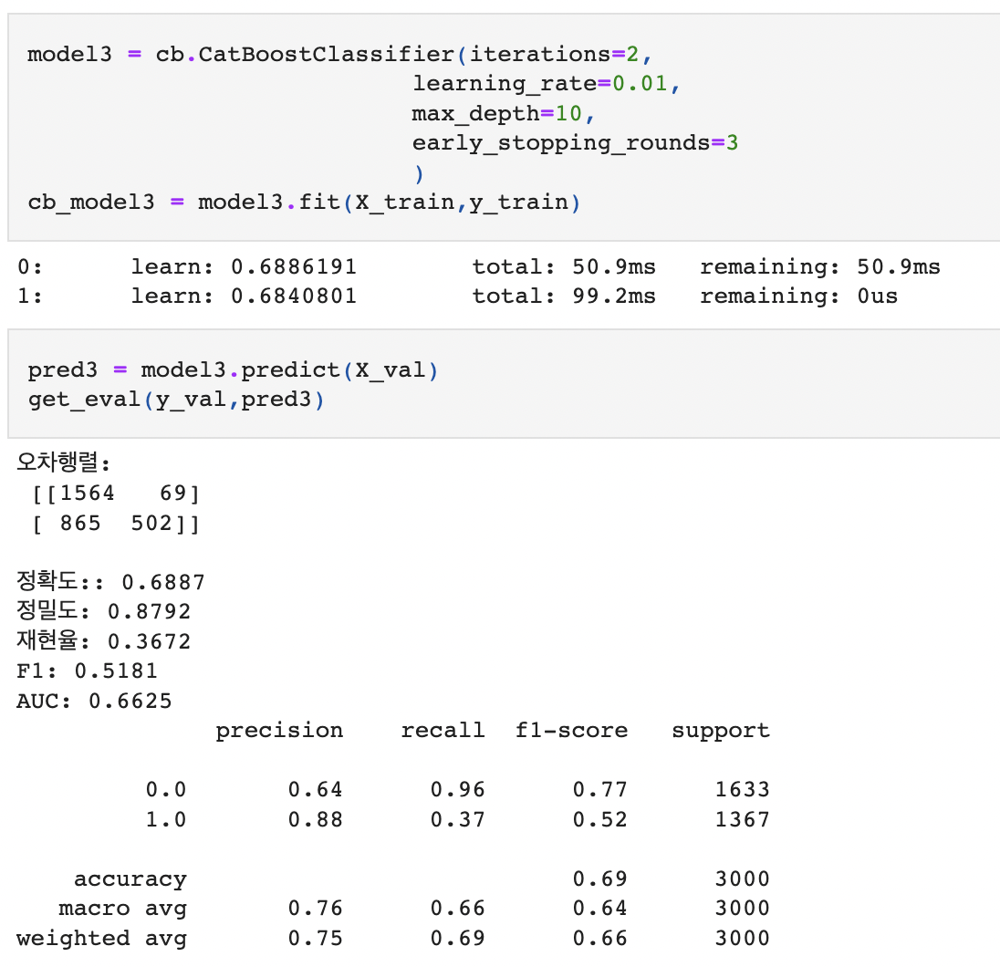 model3 = cb.CatBoostClassifier(iterations=2,
learning_rate=0.01,
max_depth=10,
early_stopping_rounds=3
)
cb_model3 = model3.fit(X_train,y_train)
0: learn: 0.6886191 total: 50.9ms remaining: 50.9ms
1: learn: 0.6840801 total: 99.2ms remaining: 0us
pred3 = model3.predict(X_val)
get_eval(y_val,pred3)
오차행렬:
[[1564 69]
[ 865 502]]
정확도:: 0.6887
정밀도: 0.8792
재현율: 0.3672
F1: 0.5181
AUC: 0.6625
precision recall f1-score support
0.0 0.64 0.96 0.77 1633
1.0 0.88 0.37 0.52 1367
accuracy 0.69 3000
macro avg 0.76 0.66 0.64 3000
weighted avg 0.75 0.69 0.66 3000